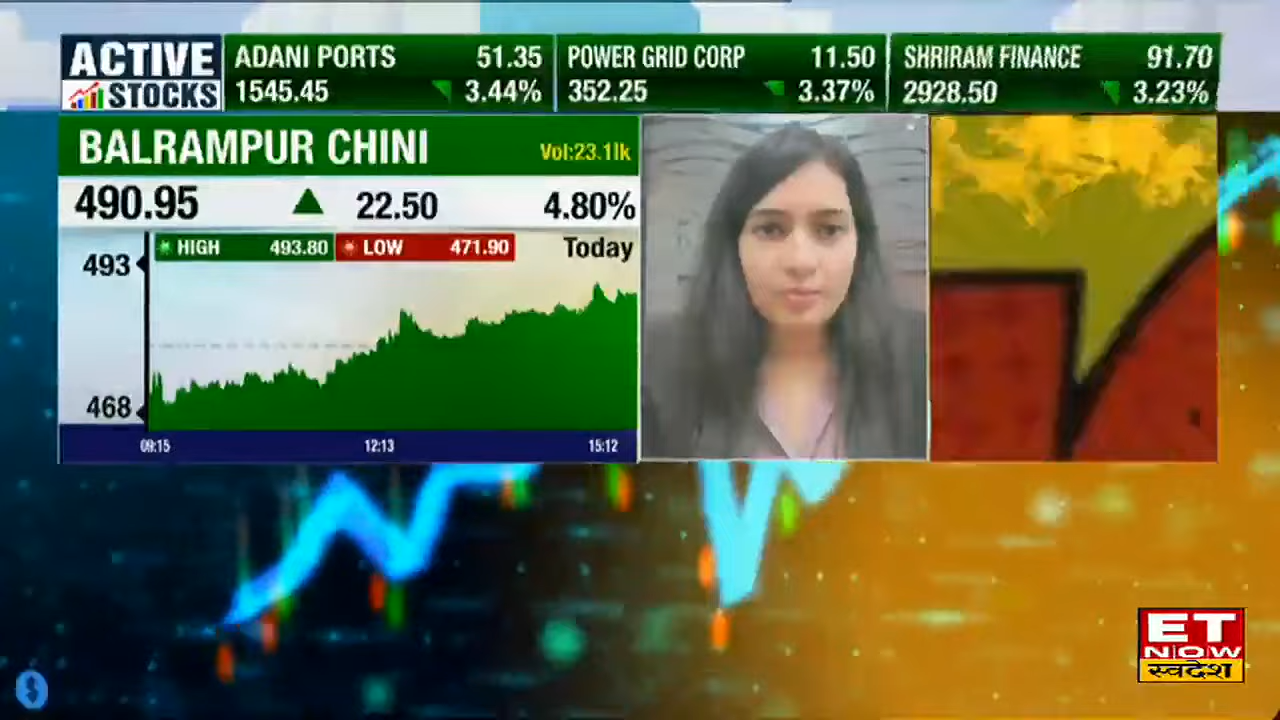 ACTIVE
STOCKS
ADANI PORTS 51.35
1545.45 3.44%
POWER GRID CORP 11.50
352.25 3.37%
SHRIRAM FINANCE 91.70
2928.50 3.23%
BALRAMPUR CHINI Vol:23.1lk
490.95 22.50 4.80%
HIGH 493.80 LOW 471.90 Today
493
468
09:15 12:13 15:12
ET
NOW
स्वदेश